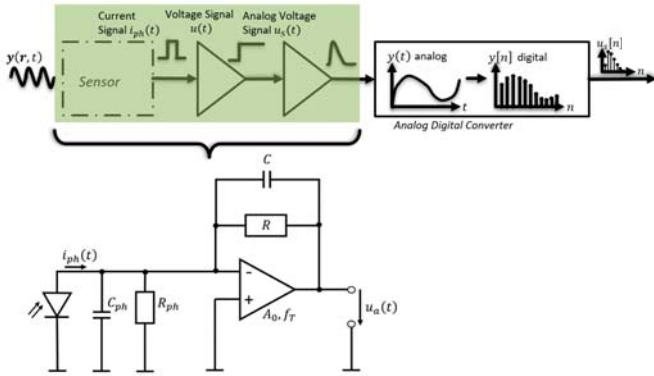 Current
Signal i_ph(t)
Voltage Signal
u(t)
Analog Voltage
Signal u_s(t)
y(r,t)
Sensor
y(t) analog
t
y[n] digital
n
Analog Digital Converter
u_s[n]
n
C
R
i_ph(t)
-
+
C_ph
R_ph
A_0, f_T
u_a(t)